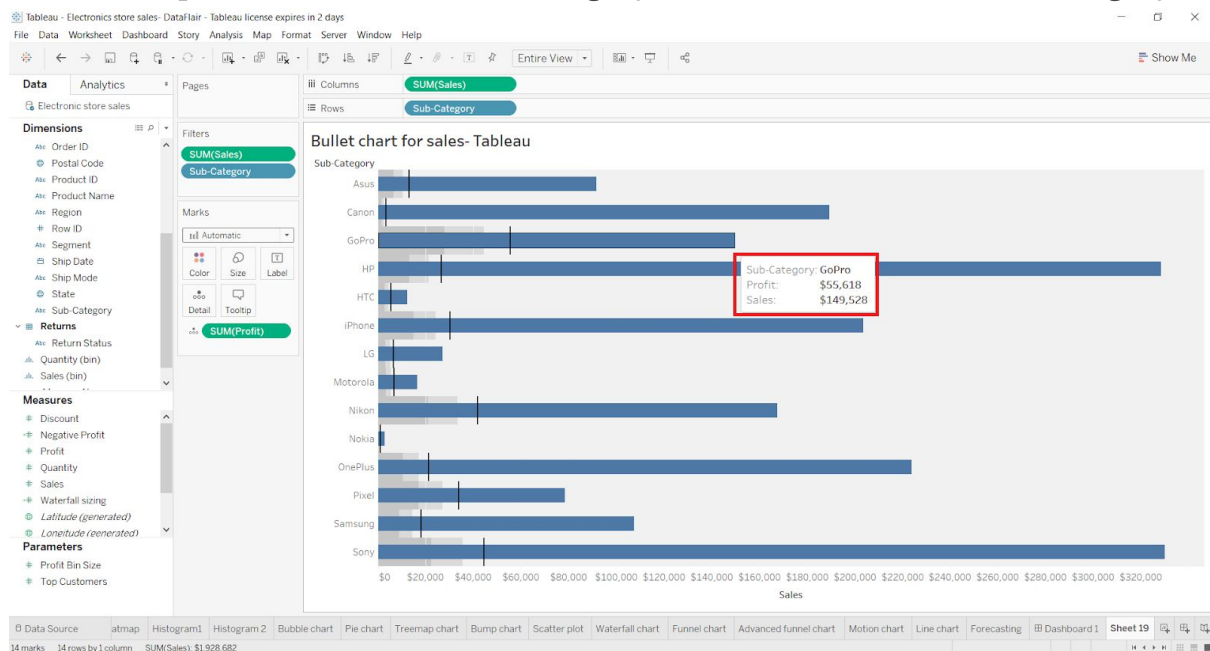 Tableau - Electronics store sales- DataFlair - Tableau license expires in 2 days
File Data Worksheet Dashboard Story Analysis Map Format Server Window Help
Entire View
Show Me
Data Analytics
Electronic store sales
Dimensions
Abc Order ID
Postal Code
Abc Product ID
Abc Product Name
Abc Region
# Row ID
Abc Segment
Ship Date
Abc Ship Mode
State
Abc Sub-Category
Returns
Abc Return Status
Quantity (bin)
Sales (bin)
Measures
# Discount
=# Negative Profit
# Profit
# Quantity
# Sales
=# Waterfall sizing
Latitude (generated)
Longitude (generated)
Parameters
# Profit Bin Size
# Top Customers
Pages
Filters
SUM(Sales)
Sub-Category
Marks
Automatic
Color Size Label
Detail Tooltip
SUM(Profit)
Columns SUM(Sales)
Rows Sub-Category
Bullet chart for sales- Tableau
Sub-Category
Asus
Canon
GoPro
HP
HTC
iPhone
LG
Motorola
Nikon
Nokia
OnePlus
Pixel
Samsung
Sony
Sub-Category: GoPro
Profit: $55,618
Sales: $149,528
$0 $20,000 $40,000 $60,000 $80,000 $100,000 $120,000 $140,000 $160,000 $180,000 $200,000 $220,000 $240,000 $260,000 $280,000 $300,000 $320,000
Sales
Data Source atmap Histogram1 Histogram 2 Bubble chart Pie chart Treemap chart Bump chart Scatter plot Waterfall chart Funnel chart Advanced funnel chart Motion chart Line chart Forecasting Dashboard 1 Sheet 19
14 marks 14 rows by 1 column SUM(Sales): $1,928,682